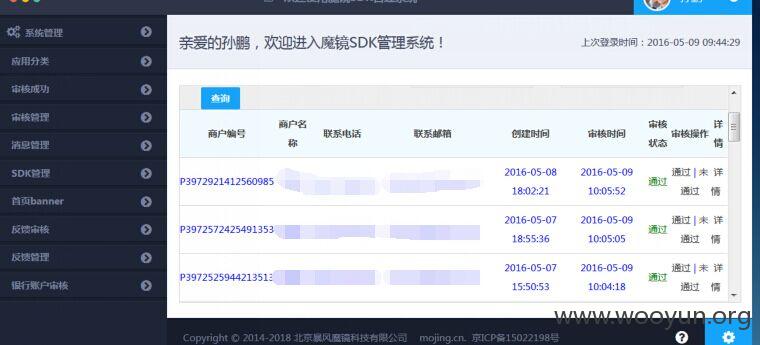 系统管理
应用分类
审核成功
审核管理
消息管理
SDK管理
首页banner
反馈审核
反馈管理
银行账户审核
亲爱的孙鹏，欢迎进入魔镜SDK管理系统！
上次登录时间：2016-05-09 09:44:29
查询
商户编号 商户名称 联系电话 联系邮箱 创建时间 审核时间 审核状态 审核操作 详情
P3972921412560985 2016-05-08 18:02:21 2016-05-09 10:05:52 通过 通过 | 未通过 详情
P3972572425491353 2016-05-07 18:55:36 2016-05-09 10:05:05 通过 通过 | 未通过 详情
P3972525944213513 2016-05-07 15:50:53 2016-05-09 10:04:18 通过 通过 | 未通过 详情
www.wooyun.org
Copyright © 2014-2018 北京暴风魔镜科技有限公司 mojing.cn. 京ICP备15022198号